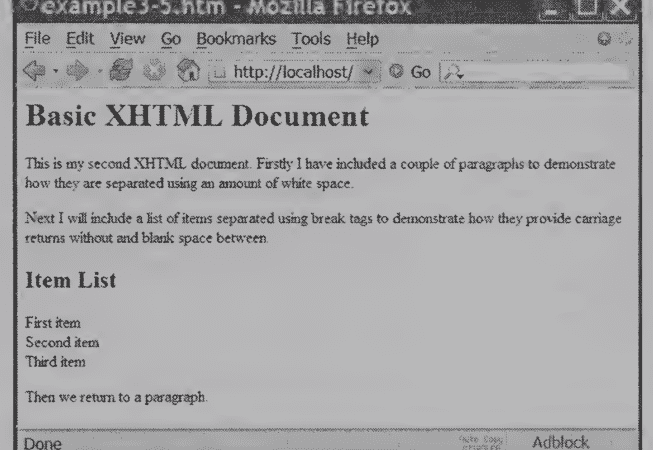 example3-5.htm - Mozilla Firefox
File Edit View Go Bookmarks Tools Help
http://localhost/ Go
Basic XHTML Document
This is my second XHTML document. Firstly I have included a couple of paragraphs to demonstrate
how they are separated using an amount of white space.
Next I will include a list of items separated using break tags to demonstrate how they provide carriage
returns without and blank space between.
Item List
First item
Second item
Third item
Then we return to a paragraph.
Done Adblock